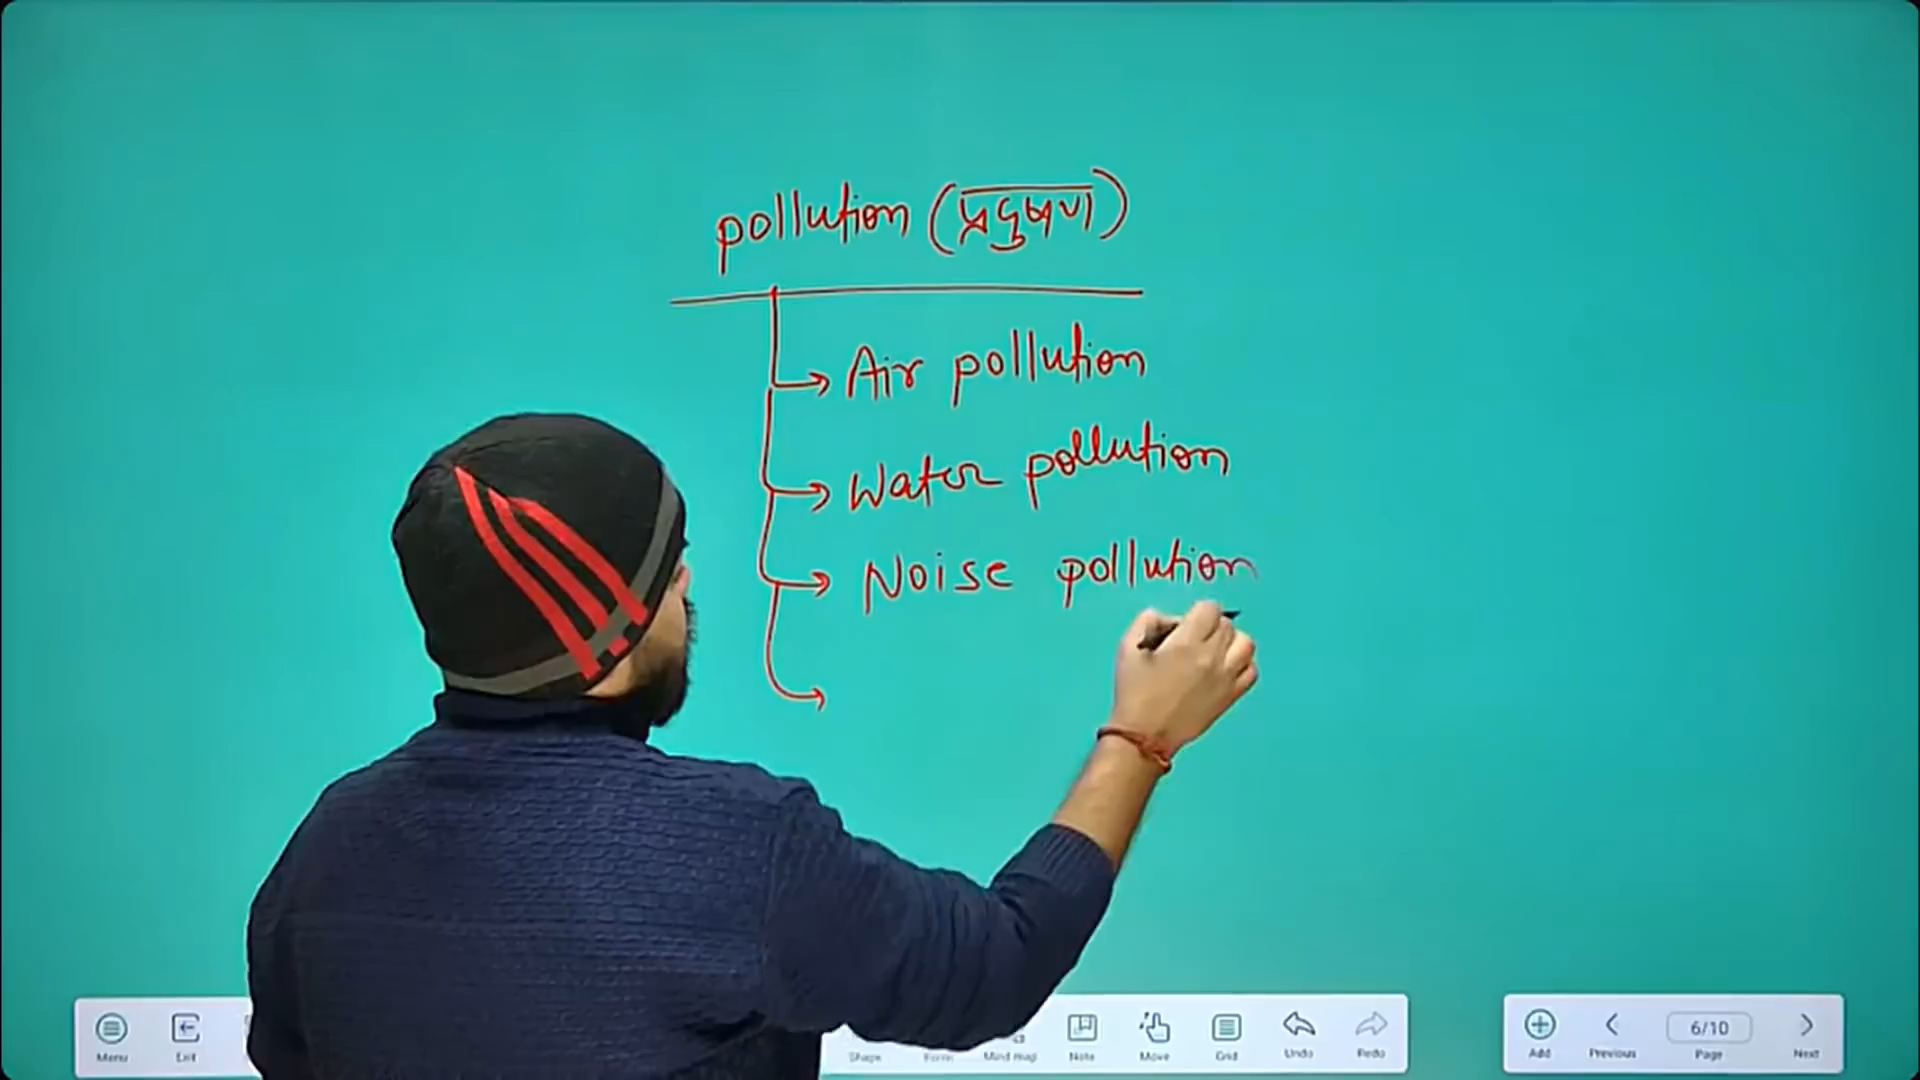 pollution (प्रदुषण)
Air pollution
Water pollution
Noise pollution
Menu Exit Shape Form Mind map Note Move Grid Undo Redo Add Previous 6/10 Page Next